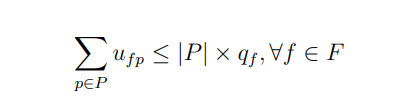 ∑_{p∈P} u_{fp} ≤ |P| × q_f, ∀f ∈ F